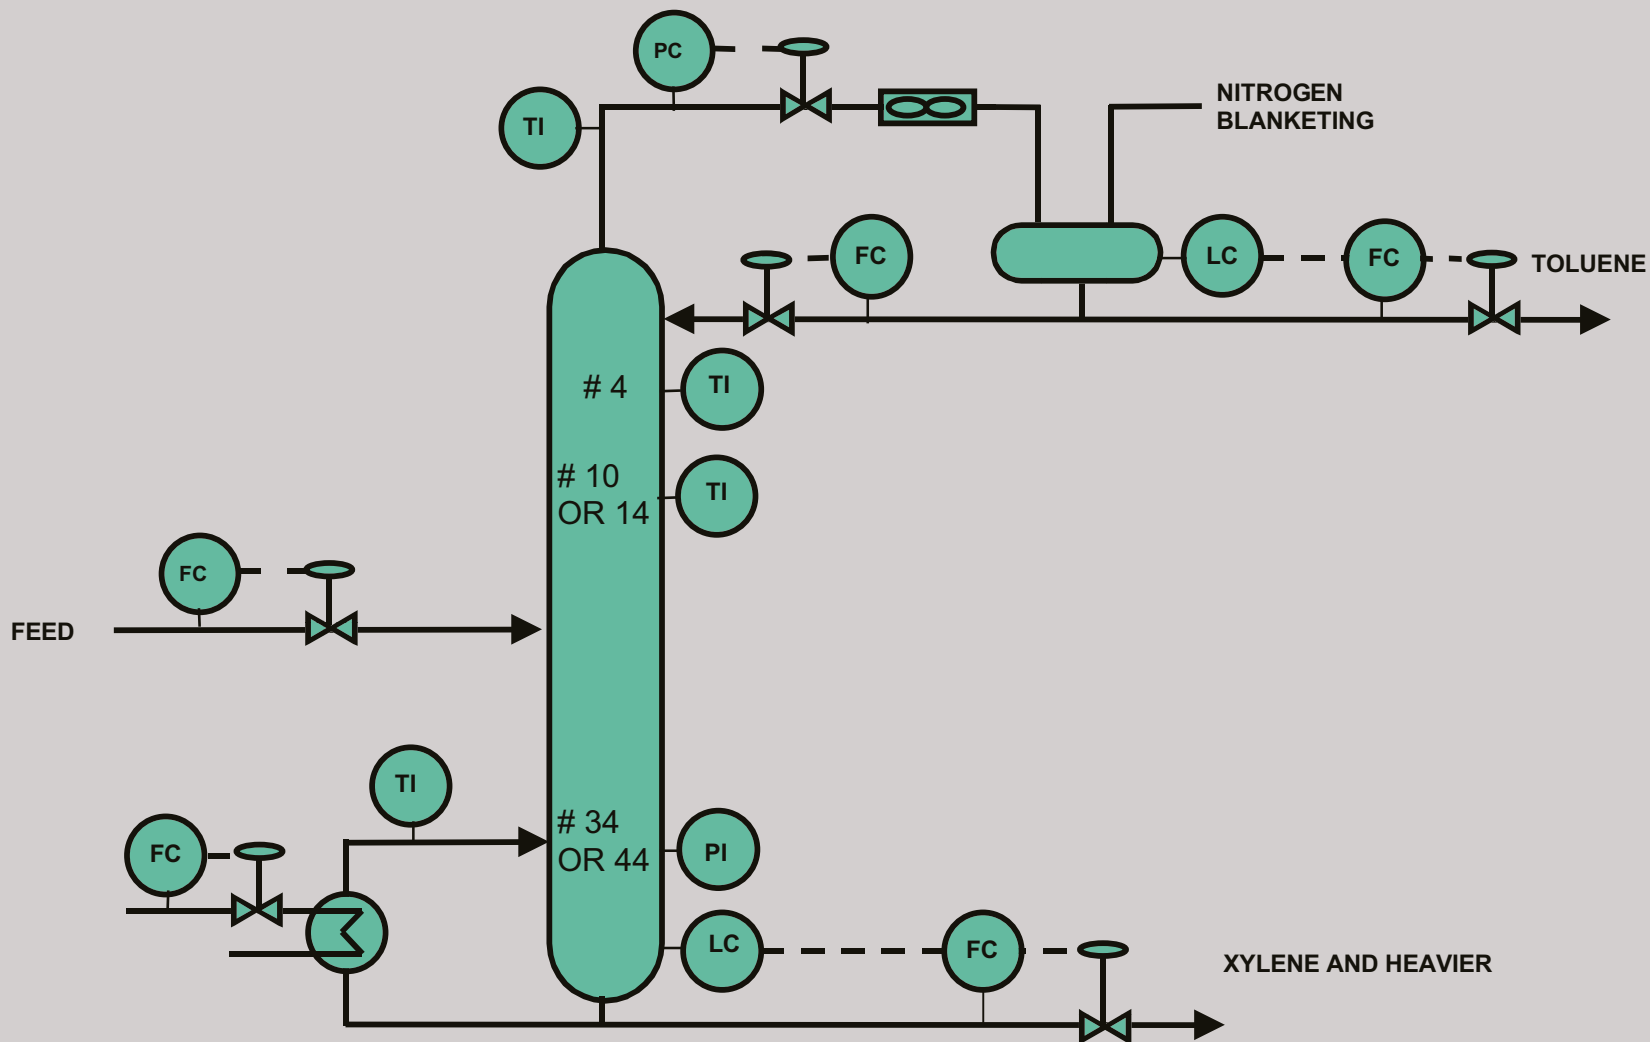 PC
TI
NITROGEN
BLANKETING
FC
LC
FC
TOLUENE
# 4
TI
# 10
OR 14
TI
FC
FEED
TI
# 34
OR 44
FC
PI
LC
FC
XYLENE AND HEAVIER